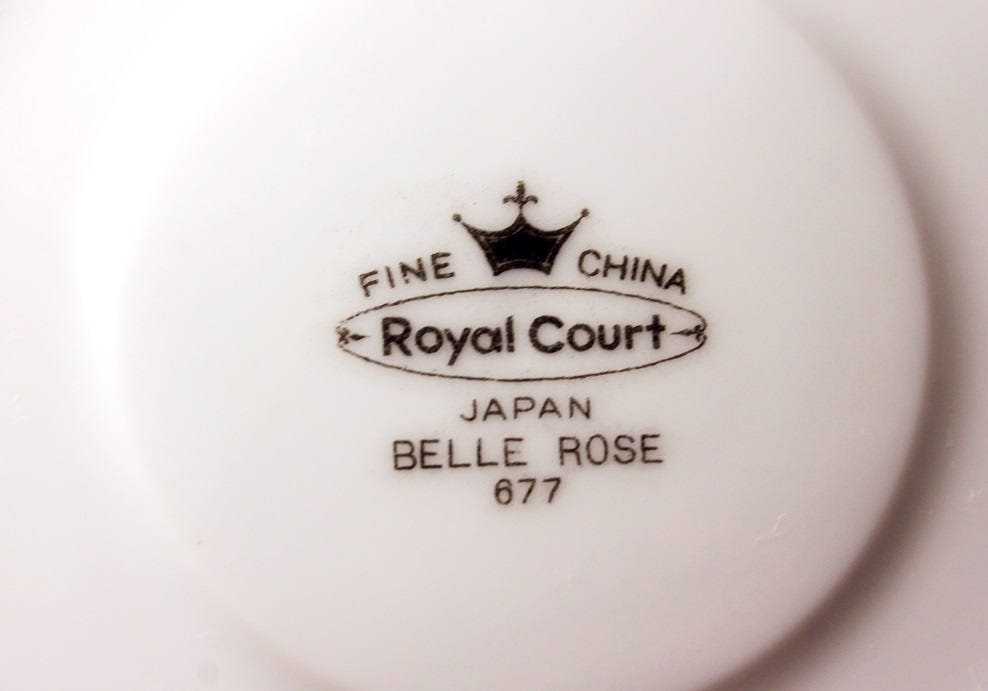 FINE CHINA
Royal Court
JAPAN
BELLE ROSE
677